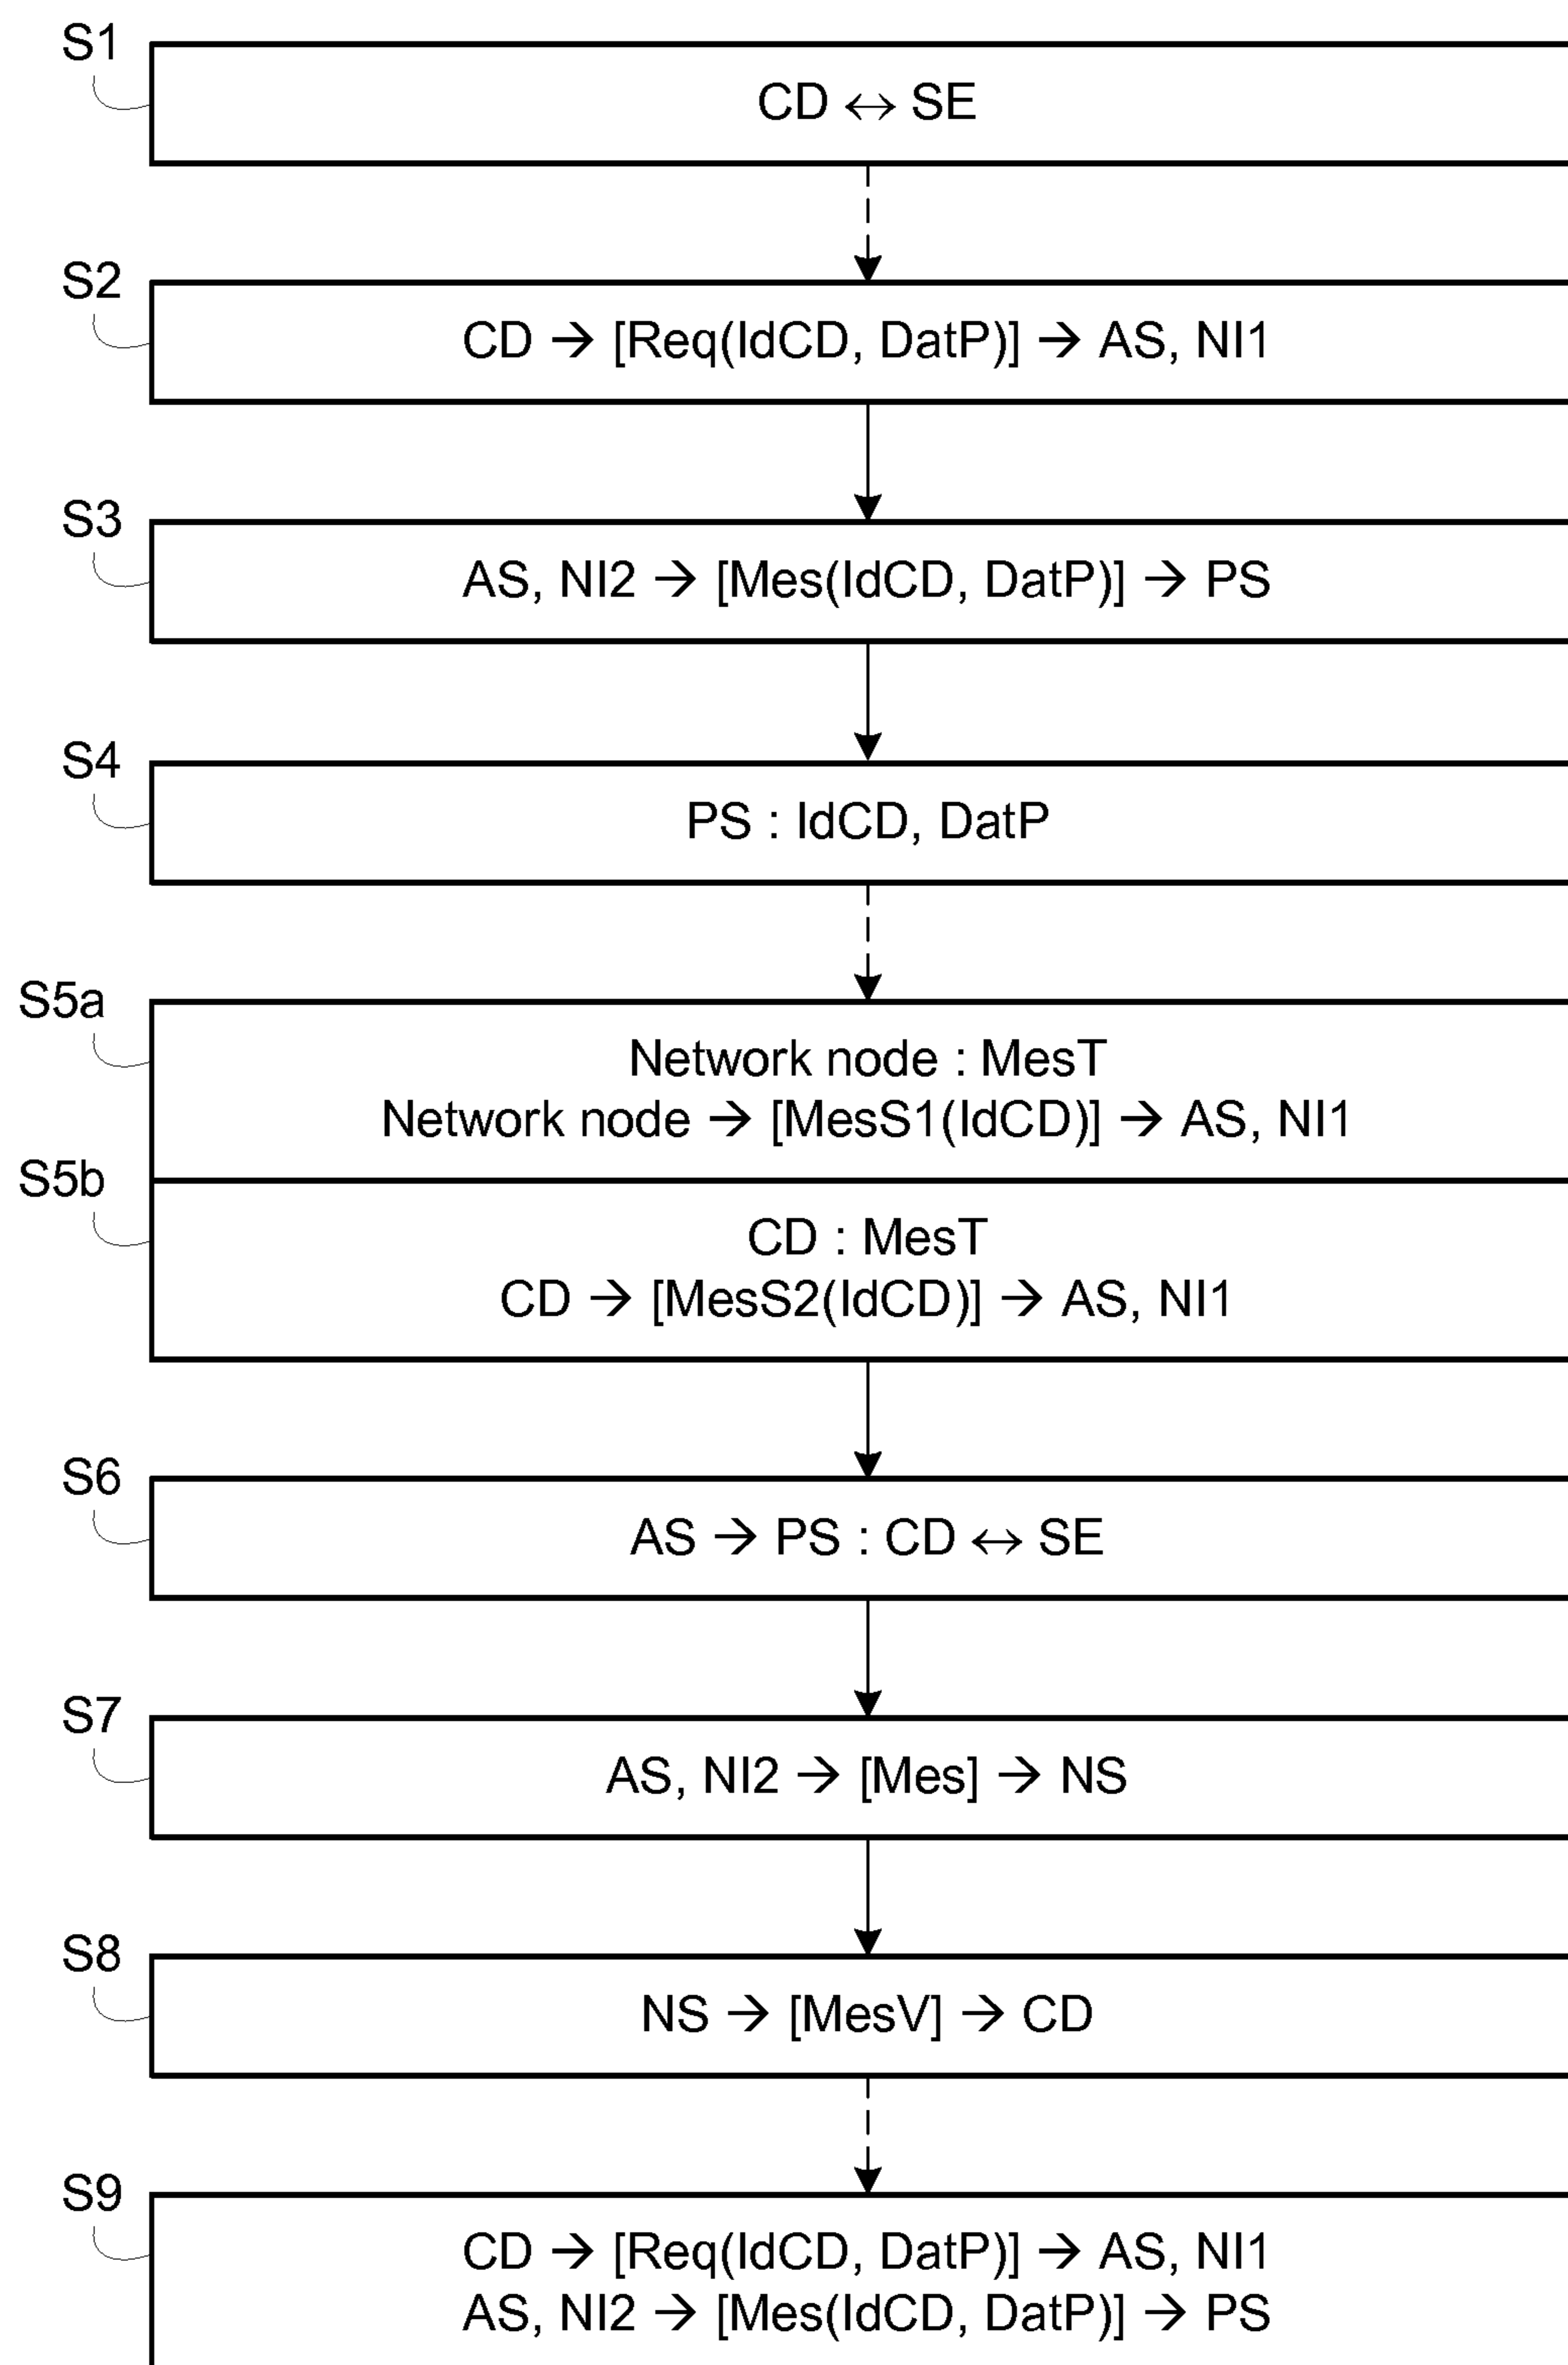 S1
CD ↔ SE
S2
CD → [Req(IdCD, DatP)] → AS, NI1
S3
AS, NI2 → [Mes(IdCD, DatP)] → PS
S4
PS : IdCD, DatP
S5a
Network node : MesT
Network node → [MesS1(IdCD)] → AS, NI1
S5b
CD : MesT
CD → [MesS2(IdCD)] → AS, NI1
S6
AS → PS : CD ↔ SE
S7
AS, NI2 → [Mes] → NS
S8
NS → [MesV] → CD
S9
CD → [Req(IdCD, DatP)] → AS, NI1
AS, NI2 → [Mes(IdCD, DatP)] → PS